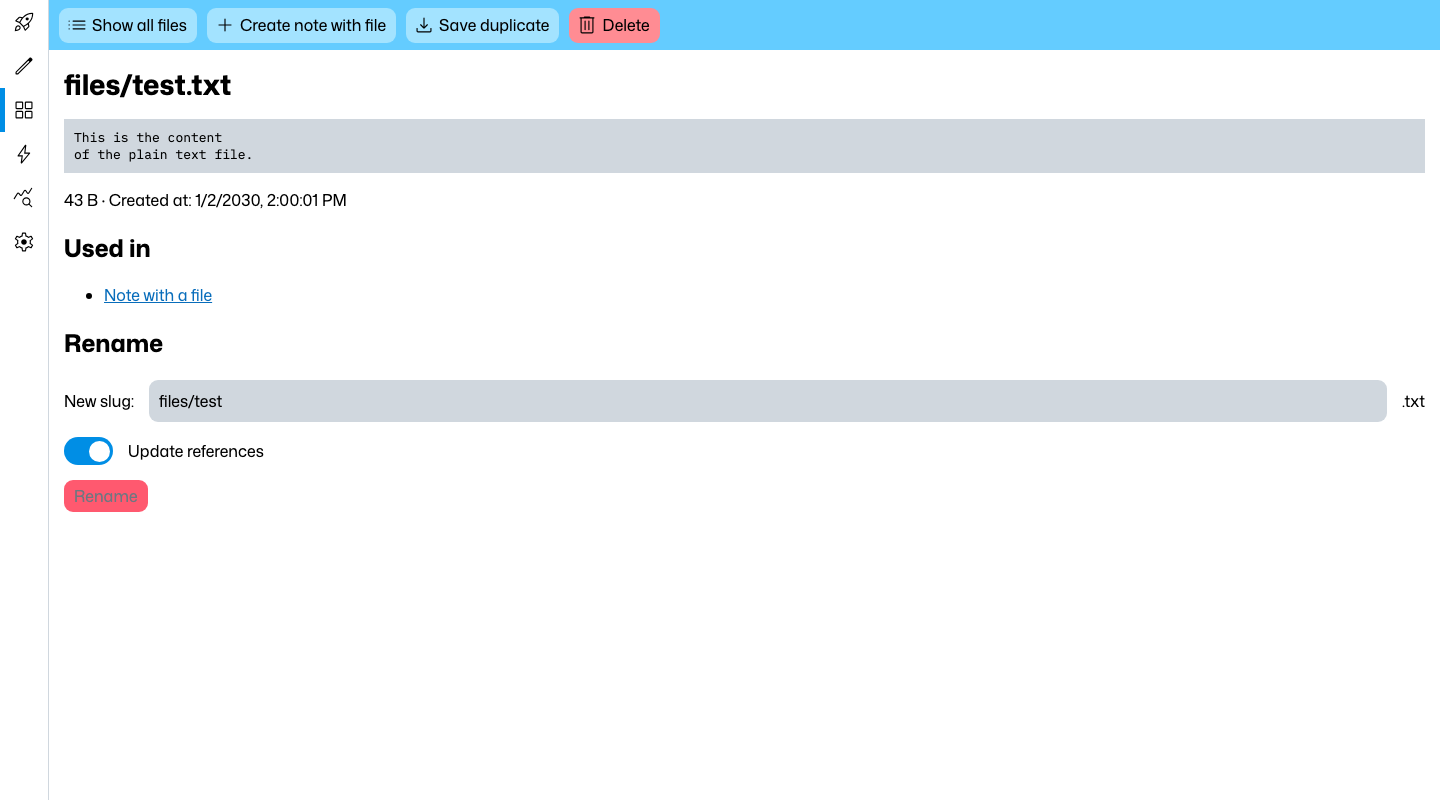 Show all files
Create note with file
Save duplicate
Delete
files/test.txt
This is the content
of the plain text file.
43 B · Created at: 1/2/2030, 2:00:01 PM
Used in
Note with a file
Rename
New slug:
files/test
.txt
Update references
Rename